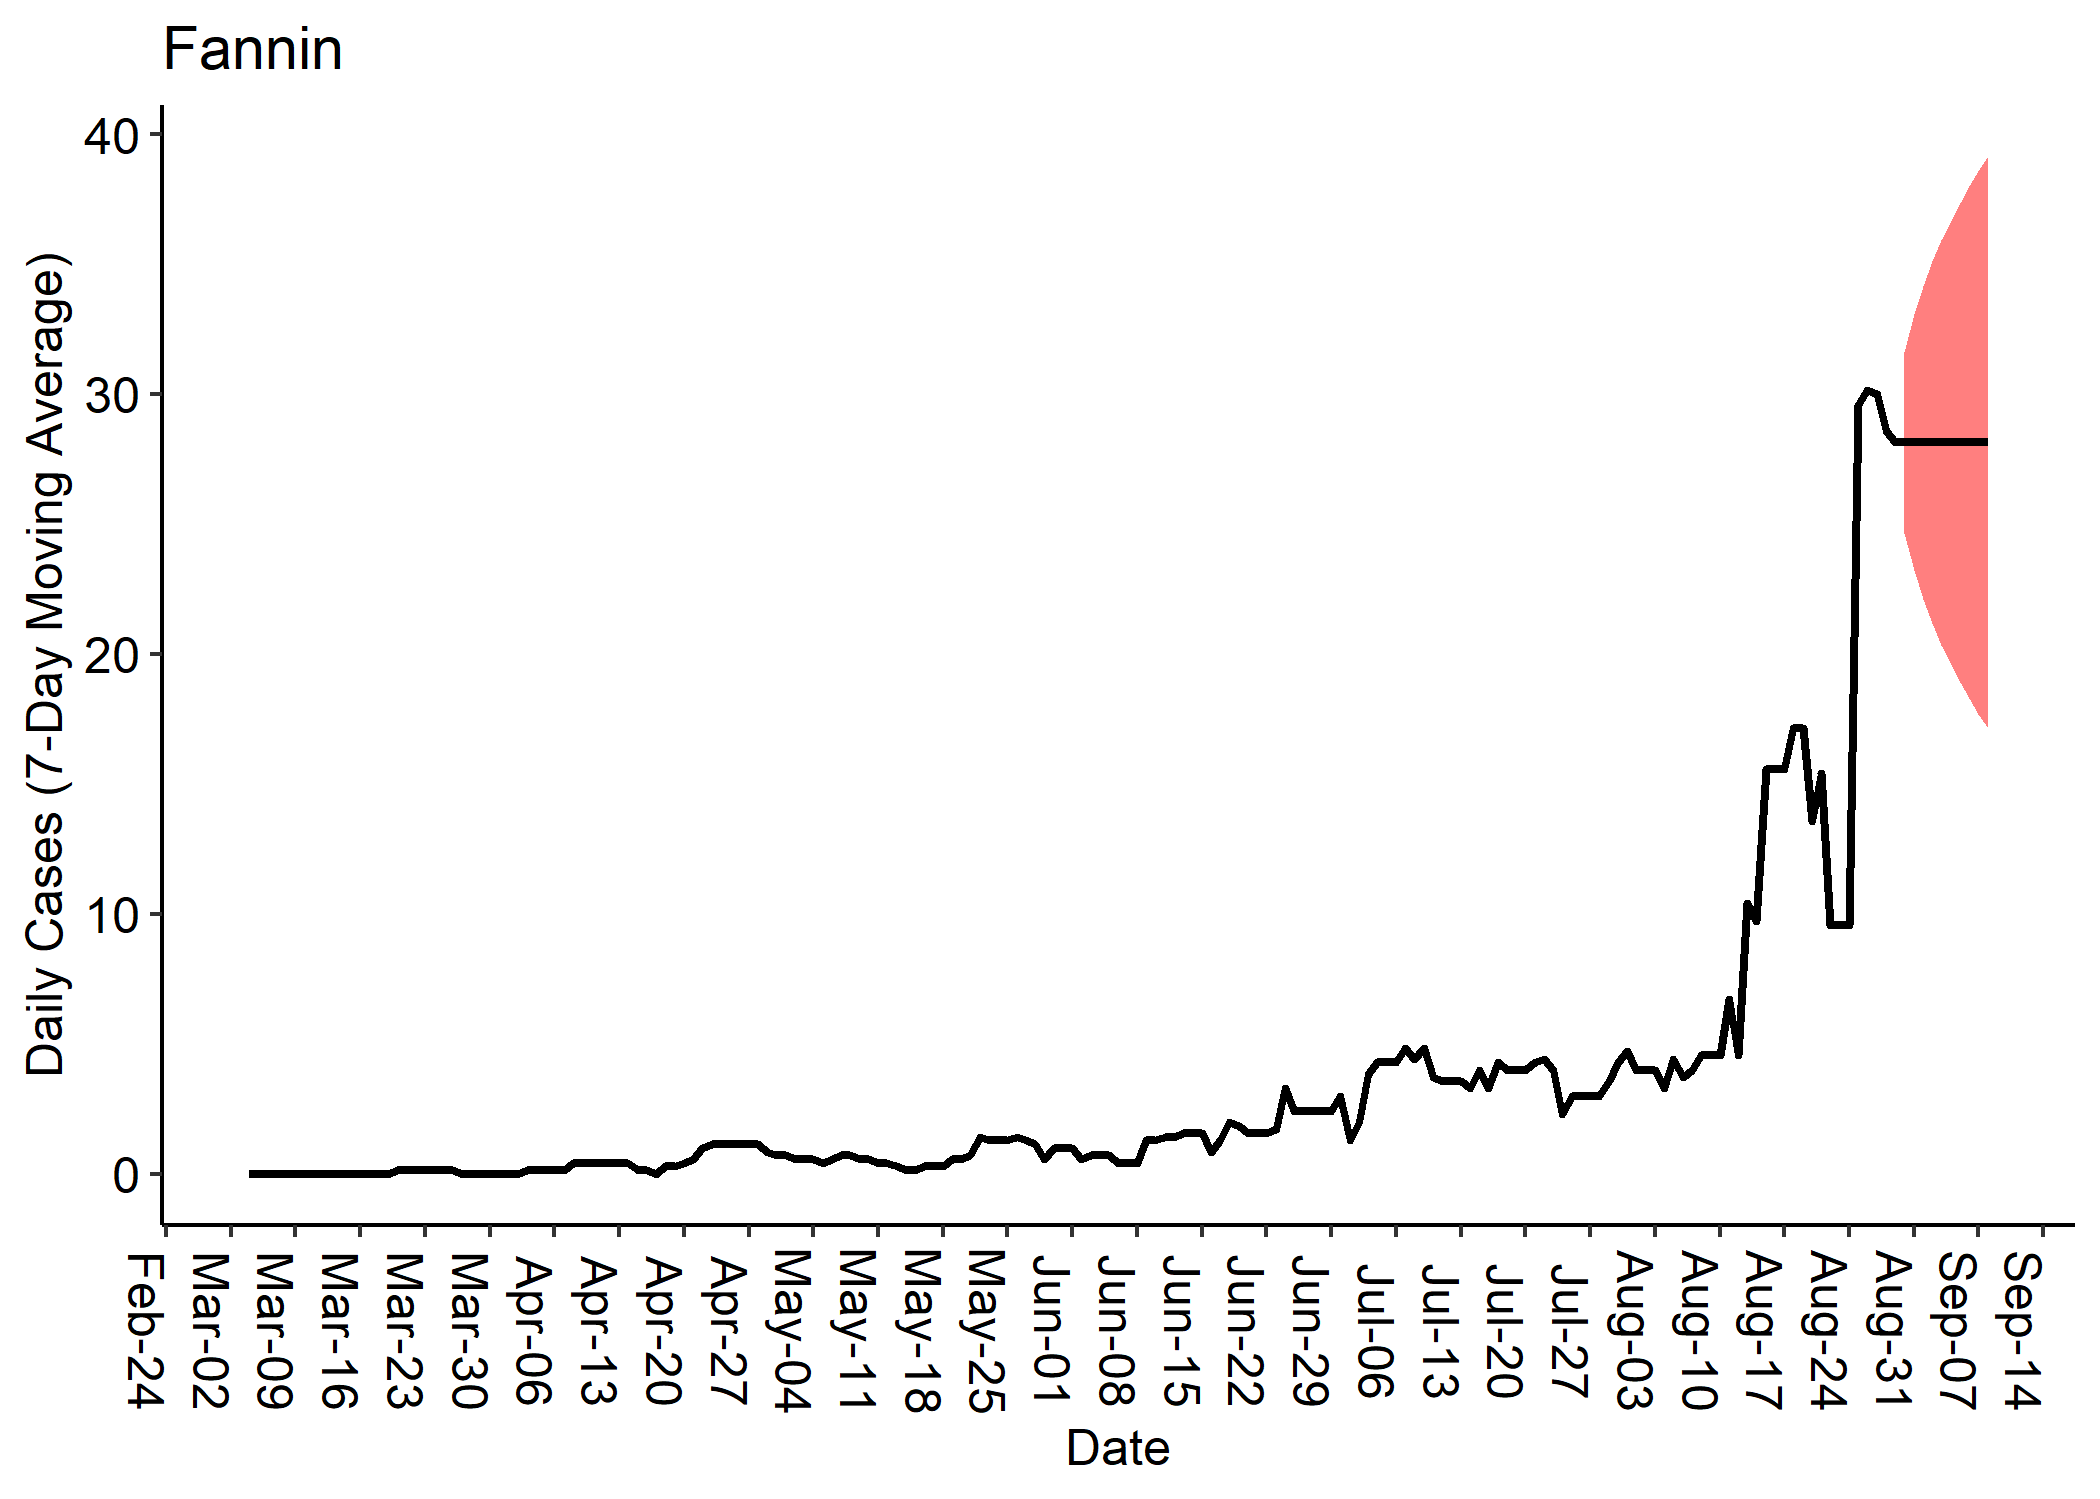 Fannin
Daily Cases (7-Day Moving Average)
40
30
20
10
0
Feb-24
Mar-02
Mar-09
Mar-16
Mar-23
Mar-30
Apr-06
Apr-13
Apr-20
Apr-27
May-04
May-11
May-18
May-25
Jun-01
Jun-08
Jun-15
Jun-22
Jun-29
Jul-06
Jul-13
Jul-20
Jul-27
Aug-03
Aug-10
Aug-17
Aug-24
Aug-31
Sep-07
Sep-14
Date